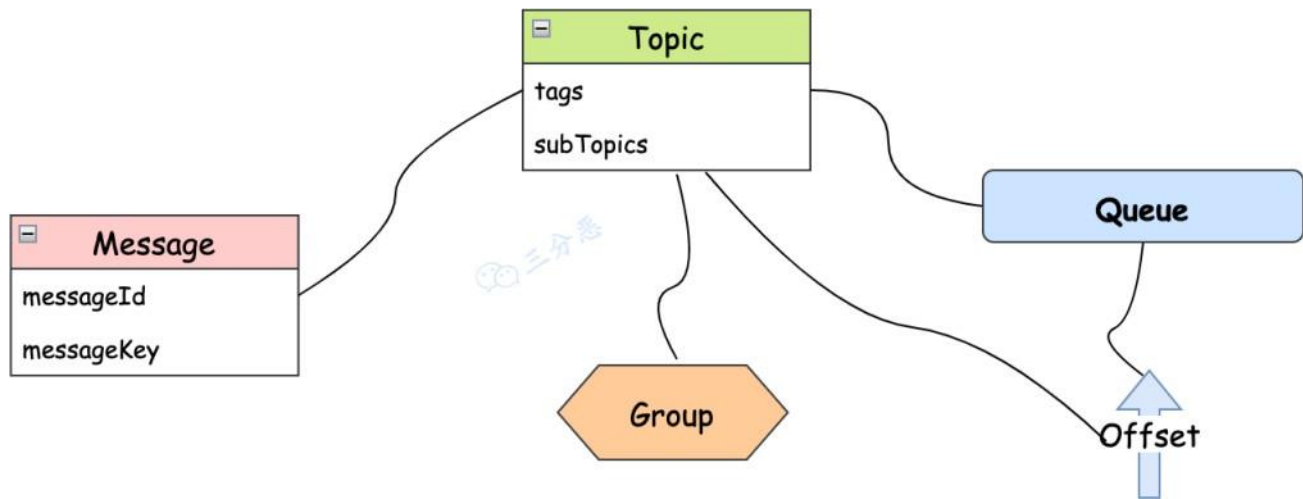 Topic
tags
subTopics
Queue
Message
messageId
messageKey
三分恶
Group
Offset